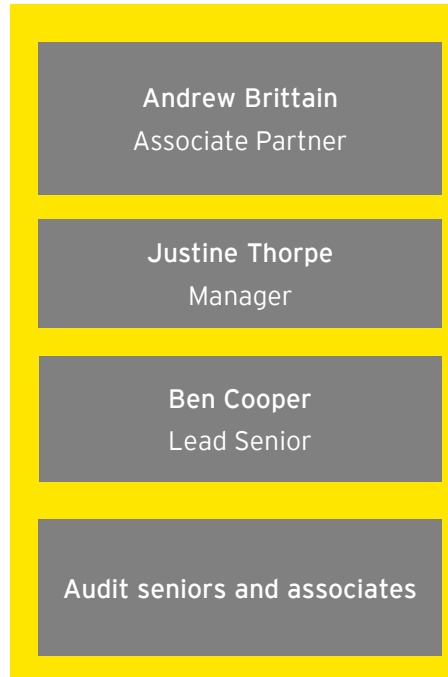 Andrew Brittain
Associate Partner
Justine Thorpe
Manager
Ben Cooper
Lead Senior
Audit seniors and associates